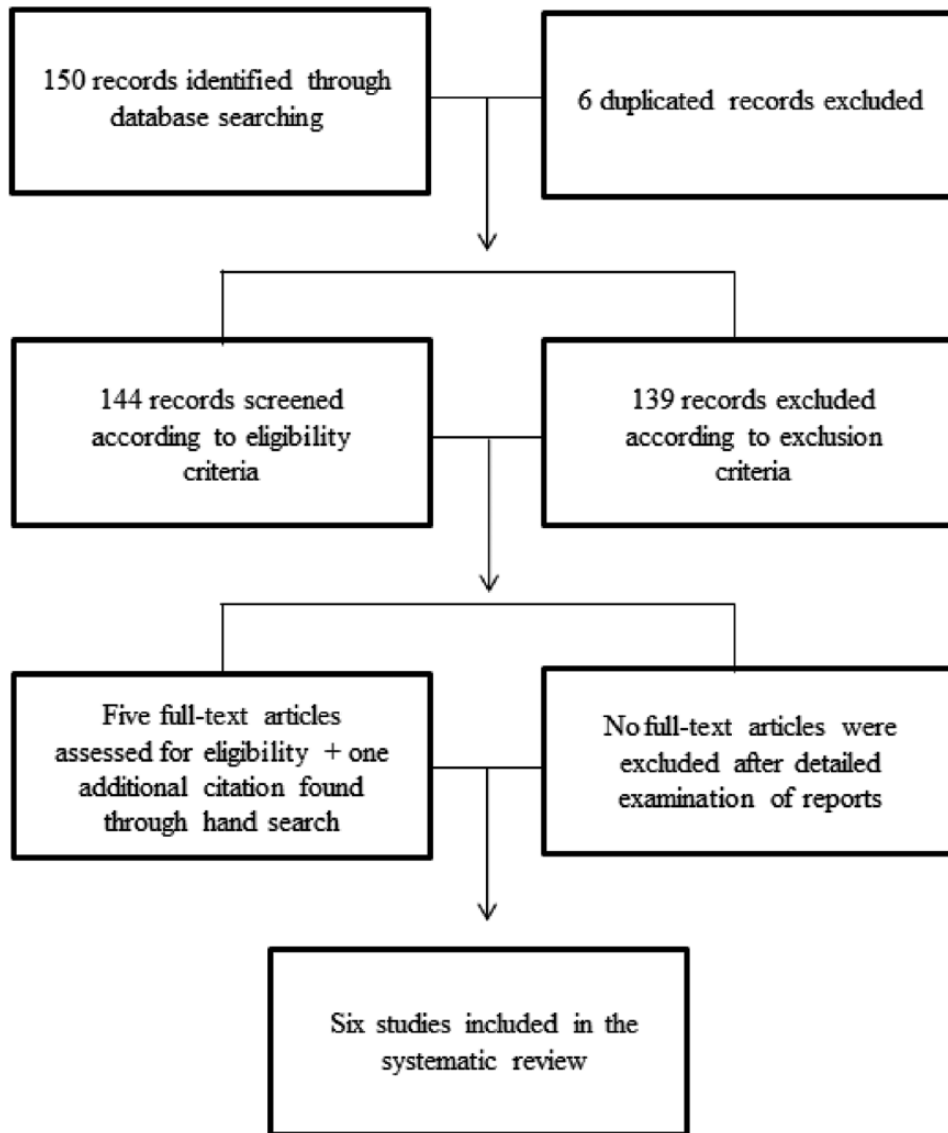 150 records identified through
database searching
6 duplicated records excluded
144 records screened
according to eligibility
criteria
139 records excluded
according to exclusion
criteria
Five full-text articles
assessed for eligibility + one
additional citation found
through hand search
No full-text articles were
excluded after detailed
examination of reports
Six studies included in the
systematic review